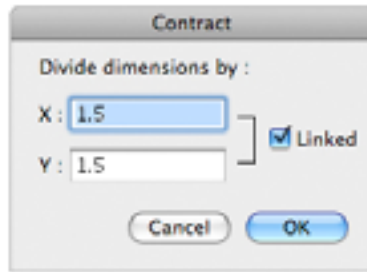 Contract
Divide dimensions by :
X : 1.5
Linked
Y : 1.5
Cancel OK